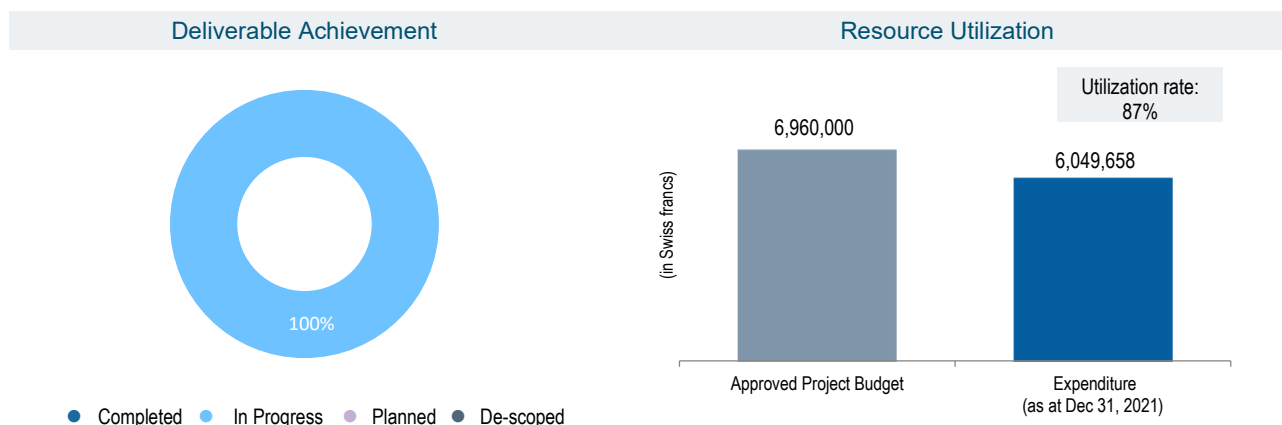 Deliverable Achievement
100%
Completed In Progress Planned De-scoped
Resource Utilization
Utilization rate:
87%
6,960,000
6,049,658
(in Swiss francs)
Approved Project Budget
Expenditure
(as at Dec 31, 2021)